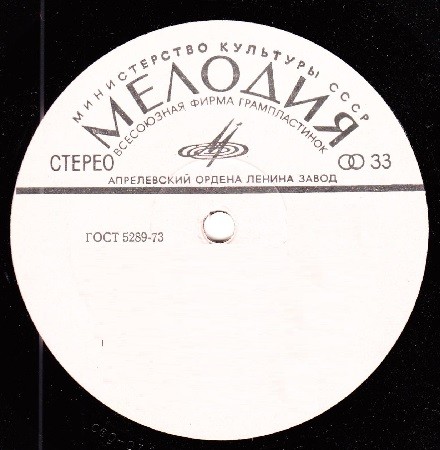 МИНИСТЕРСТВО КУЛЬТУРЫ СССР
МЕЛОДИЯ
ВСЕСОЮЗНАЯ ФИРМА ГРАМПЛАСТИНОК
СТЕРЕО
33
АПРЕЛЕВСКИЙ ОРДЕНА ЛЕНИНА ЗАВОД
ГОСТ 5289-73